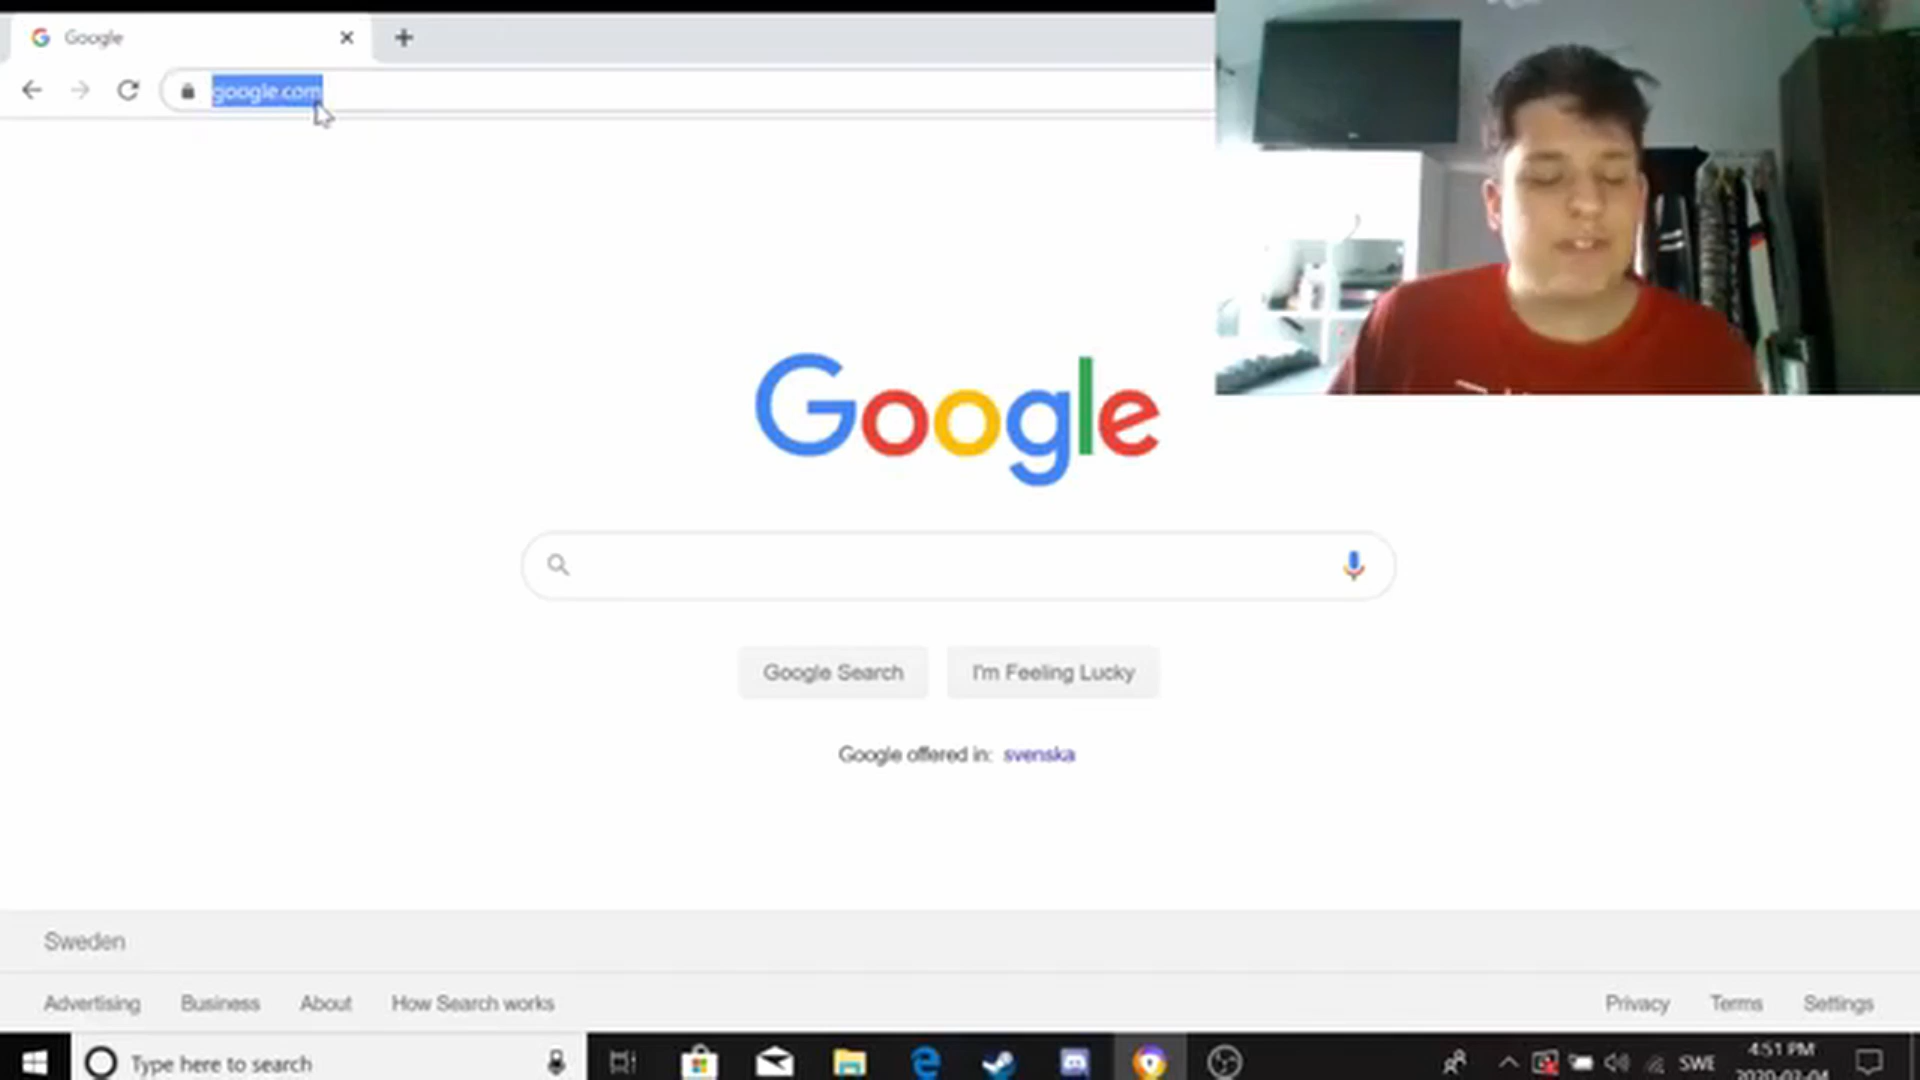 Google
google.com
Google
Google Search
I'm Feeling Lucky
Google offered in: svenska
Sweden
Advertising
Business
About
How Search works
Privacy
Terms
Settings
Type here to search
SWE
4:51 PM